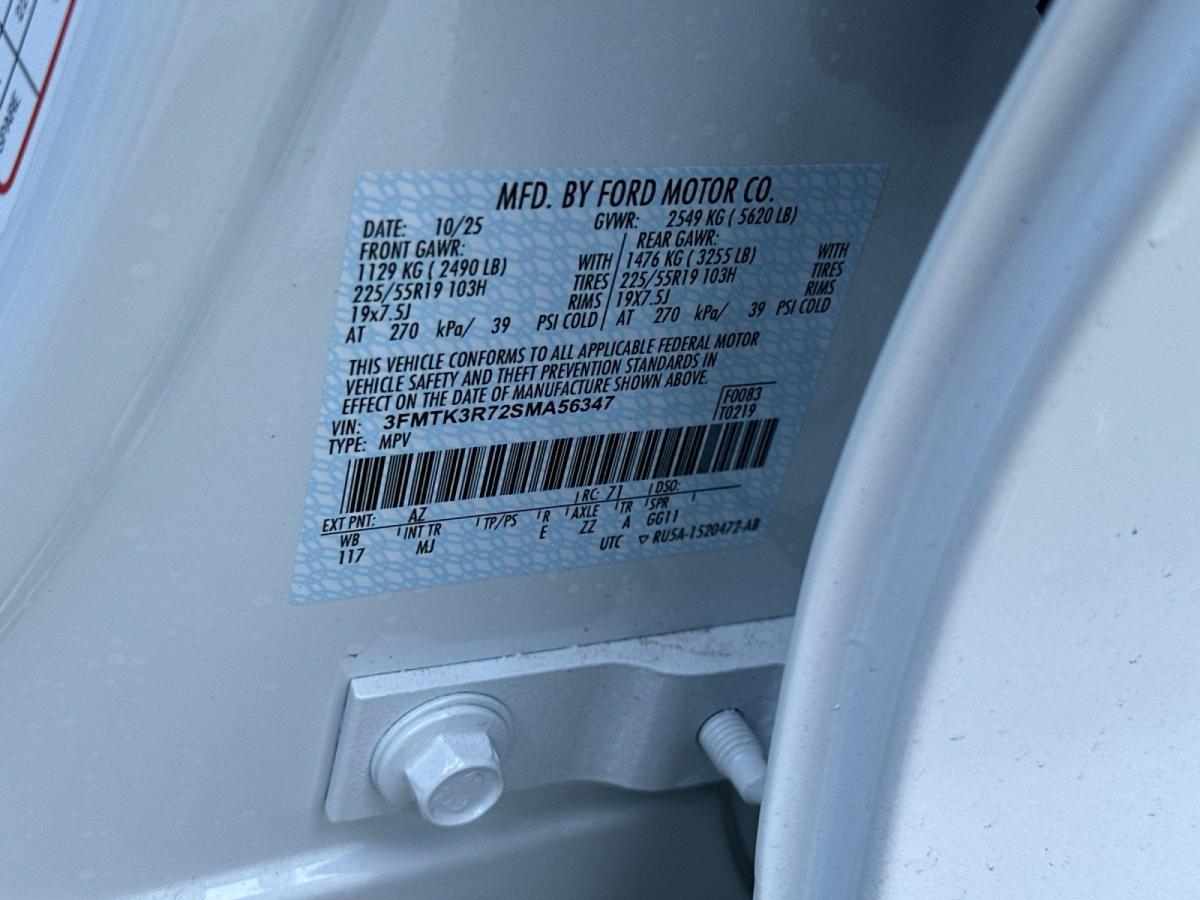 SPARE
MFD. BY FORD MOTOR CO.
DATE: 10/25 GVWR: 2549 KG ( 5620 LB)
FRONT GAWR: REAR GAWR:
1129 KG ( 2490 LB) WITH 1476 KG ( 3255 LB) WITH
225/55R19 103H TIRES 225/55R19 103H TIRES
19x7.5J RIMS 19X7.5J RIMS
AT 270 kPa/ 39 PSI COLD AT 270 kPa/ 39 PSI COLD
THIS VEHICLE CONFORMS TO ALL APPLICABLE FEDERAL MOTOR
VEHICLE SAFETY AND THEFT PREVENTION STANDARDS IN
EFFECT ON THE DATE OF MANUFACTURE SHOWN ABOVE.
VIN: 3FMTK3R72SMA56347 F0083
TYPE: MPV T0219
EXT PNT: AZ RC: 71 DSO:
WB INT TR TP/PS R AXLE TR SPR
117 MJ E ZZ A GG11
UTC ▽ RU5A-1520472-AB